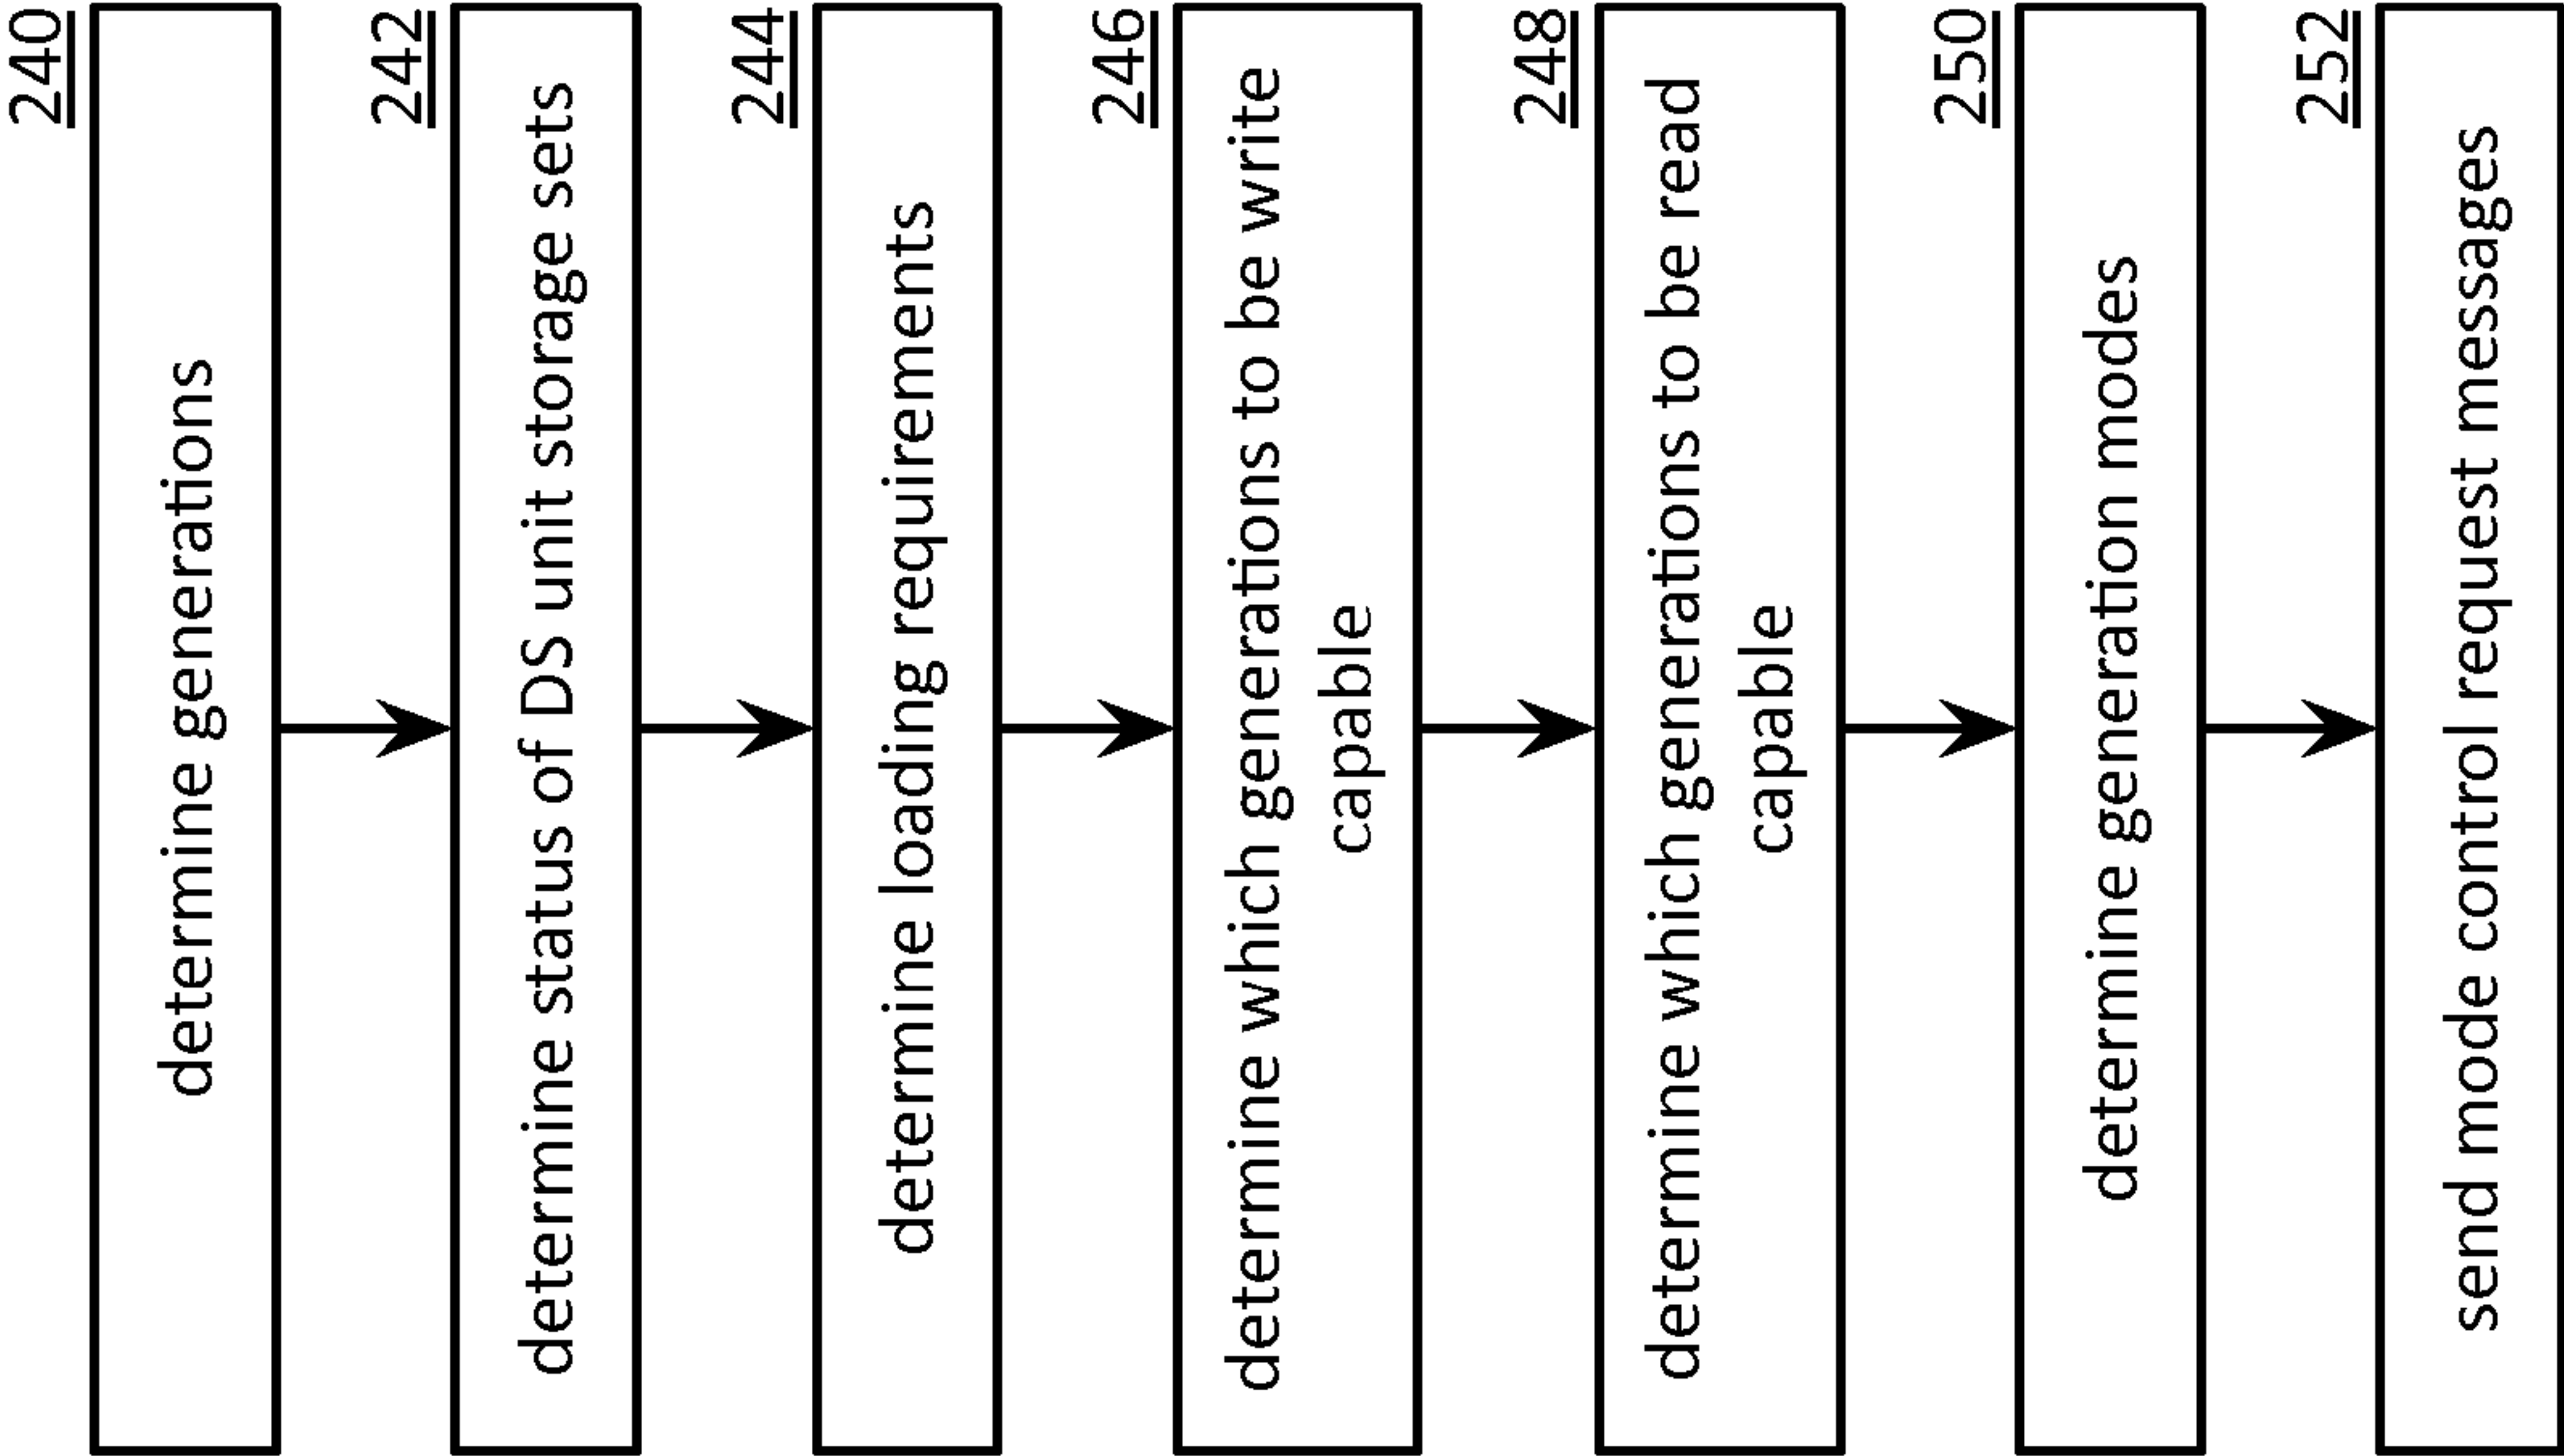 240
determine generations
242
determine status of DS unit storage sets
244
determine loading requirements
246
determine which generations to be write
capable
248
determine which generations to be read
capable
250
determine generation modes
252
send mode control request messages